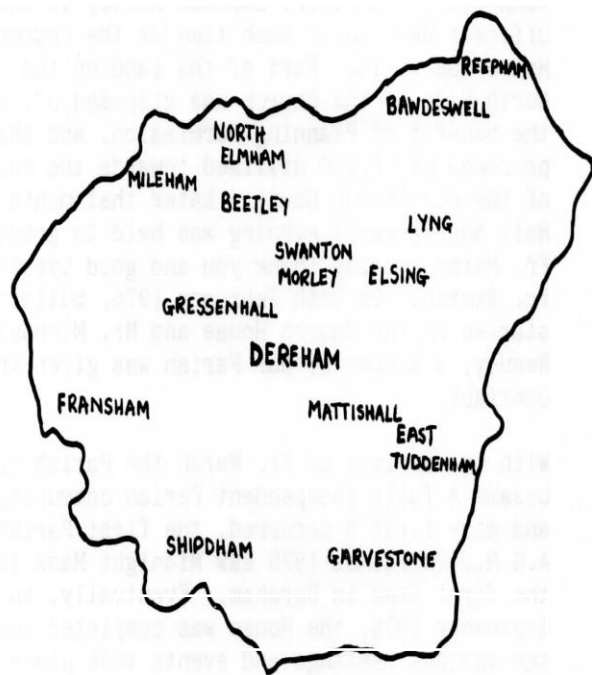 REEPHAM
BAWDESWELL
NORTH
ELMHAM
MILEHAM
BEETLEY
LYNG
SWANTON
MORLEY
ELSING
GRESSENHALL
DEREHAM
FRANSHAM
MATTISHALL
EAST
TUDDENHAM
SHIPDHAM
GARVESTONE